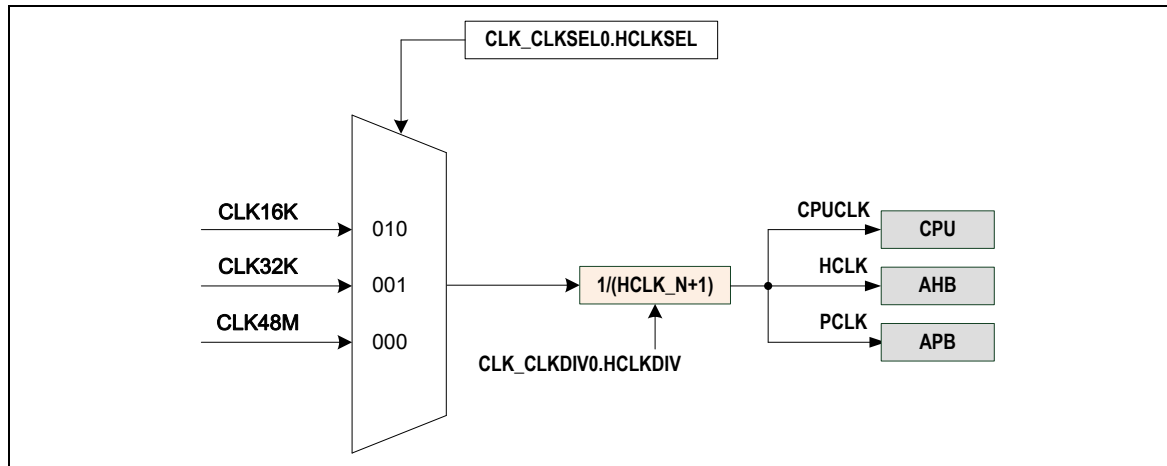 CLK_CLKSEL0.HCLKSEL
CLK16K
010
CLK32K
001
CLK48M
000
1/(HCLK_N+1)
CLK_CLKDIV0.HCLKDIV
CPUCLK
CPU
HCLK
AHB
PCLK
APB